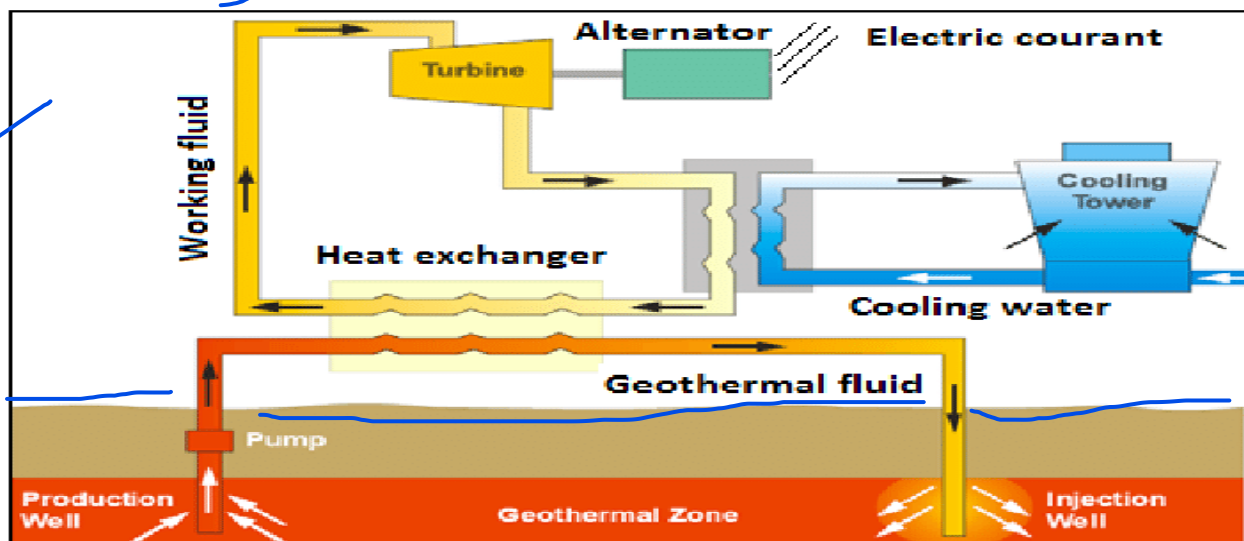 Alternator
Electric courant
Turbine
Working fluid
Cooling
Tower
Heat exchanger
Cooling water
Geothermal fluid
Pump
Production
Well
Geothermal Zone
Injection
Well